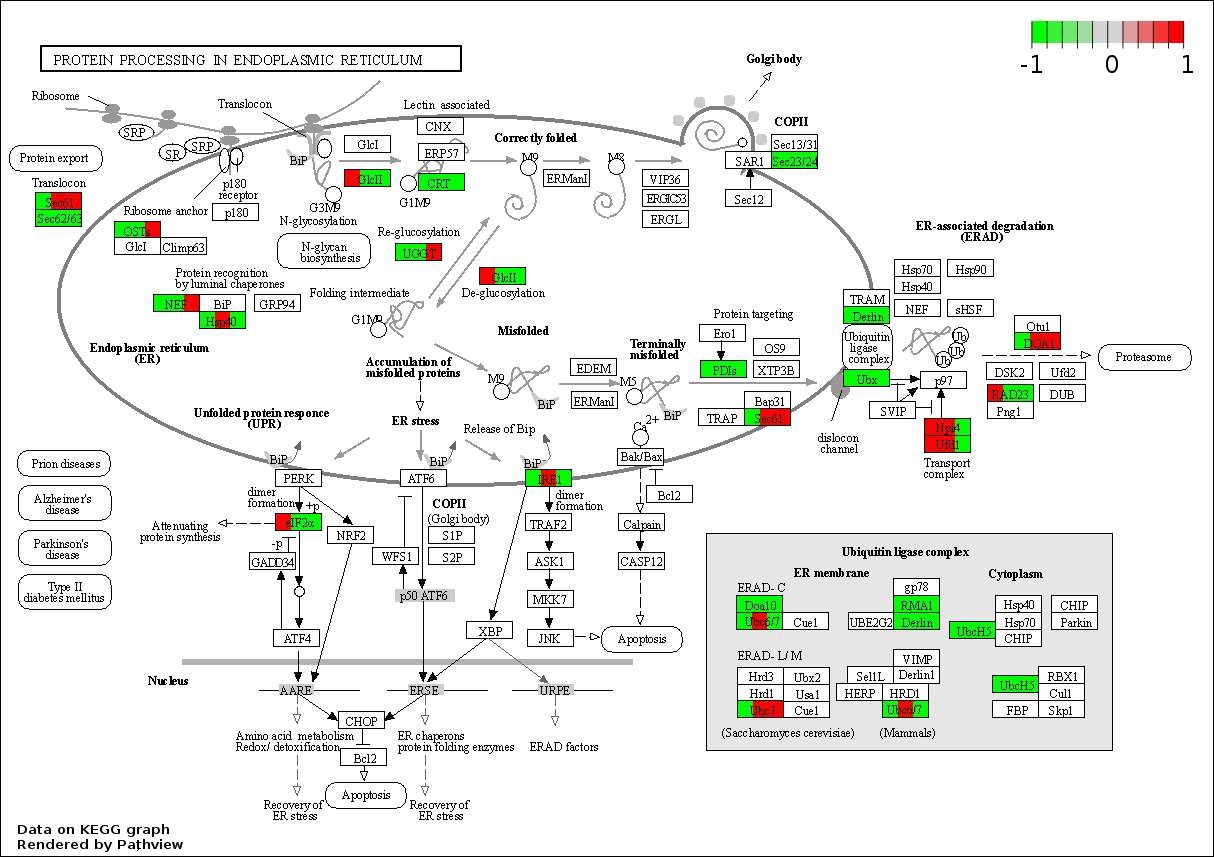 PROTEIN PROCESSING IN ENDOPLASMIC RETICULUM
-1 0 1
Golgi body
Ribosome
Translocon
Lectin associated
CNX
COPII
SRP
SRP
SR
GlcI
ERP57
Correctly folded
Sec13/31
Sec23/24
SAR1
Protein export
BiP
M9
M8
p180
receptor
GlcII
CRT
ERManI
VIP36
Translocon
Sec61
Sec62/63
G3M9
G1M9
ERGIC53
Sec12
N-glycosylation
ERGL
Ribosome anchor
p180
OSTs
GlcI
Climp63
N-glycan
biosynthesis
Re-glucosylation
UGGT
ER-associated degradation
(ERAD)
Protein recognition
by luminal chaperones
GlcII
De-glucosylation
Hsp70
Hsp90
Hsp40
NEF
BiP
GRP94
Hsp40
Folding intermediate
G1M9
TRAM
Derlin
NEF
sHSF
Protein targeting
Ero1
Otu1
DOA1
Endoplasmic reticulum
(ER)
Misfolded
Terminally
misfolded
OS9
Ubiquitin
ligase
complex
Ub
Ub
Ub
Proteasome
Accumulation of
misfolded proteins
EDEM
PDIs
XTP3B
Ubx
p97
DSK2
Ufd2
M9
M5
ERManI
BiP
BiP
Bap31
TRAP
Sec61
SVIP
RAD23
DUB
Png1
Unfolded protein responce
(UPR)
ER stress
Release of Bip
Ca2+
dislocon
channel
Npl4
Ufd1
Transport
complex
BiP
BiP
BiP
Bak/Bax
Prion diseases
PERK
ATF6
IRE1
Alzheimer's
disease
dimer
formation
+p
COPII
(Golgi body)
dimer
formation
Bcl2
Attenuating
protein synthesis
eIF2α
NRF2
S1P
TRAF2
Calpain
Parkinson's
disease
-p
GADD34
WFS1
S2P
ASK1
CASP12
Type II
diabetes mellitus
p50 ATF6
MKK7
ATF4
XBP
JNK
Apoptosis
Ubiquitin ligase complex
ER membrane
Cytoplasm
ERAD- C
gp78
Doa10
RMA1
Hsp40
CHIP
Ubc6/7
Cue1
UBE2G2
Derlin
UbcH5
Hsp70
Parkin
CHIP
ERAD- L/ M
VIMP
Hrd3
Ubx2
Sel1L
Derlin1
RBX1
Hrd1
Usa1
HERP
HRD1
UbcH5
Cul1
Ubc7
Cue1
Ubc6/7
FBP
Skp1
(Saccharomyces cerevisiae)
(Mammals)
Nucleus
AARE
ERSE
URPE
CHOP
Amino acid metabolism
Redox/ detoxification
ER chaperons
protein folding enzymes
ERAD factors
Bcl2
Apoptosis
Recovery of
ER stress
Recovery of
ER stress
Data on KEGG graph
Rendered by Pathview